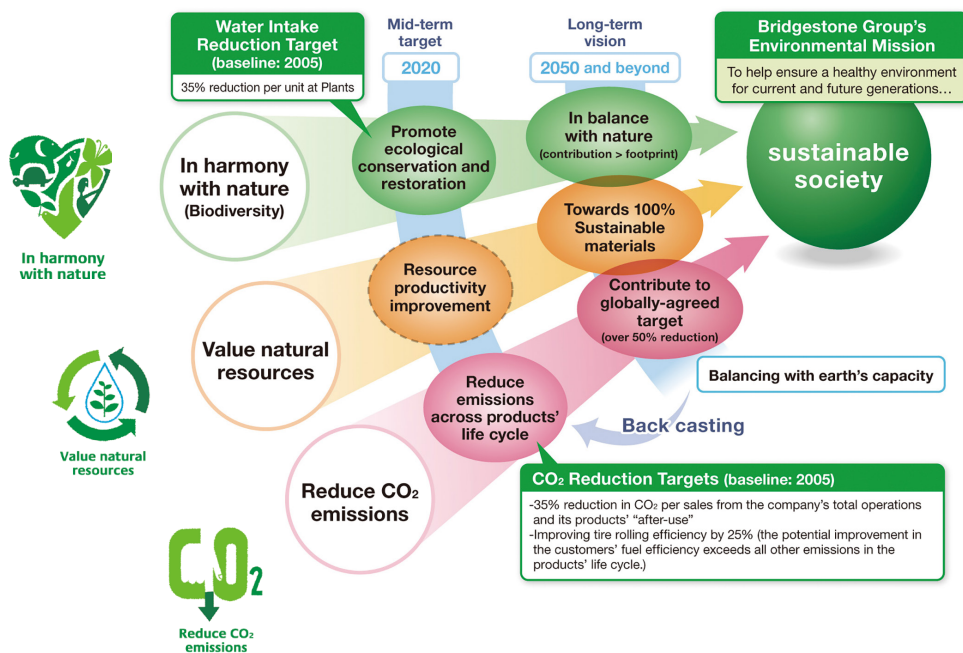 Water Intake
Reduction Target
(baseline: 2005)
35% reduction per unit at Plants
Mid-term
target
2020
Long-term
vision
2050 and beyond
Bridgestone Group's
Environmental Mission
To help ensure a healthy environment
for current and future generations…
In harmony
with nature
In harmony
with nature
(Biodiversity)
Promote
ecological
conservation and
restoration
In balance
with nature
(contribution > footprint)
sustainable
society
Value natural
resources
Value natural
resources
Resource
productivity
improvement
Towards 100%
Sustainable
materials
Reduce CO₂
emissions
Reduce CO₂
emissions
Reduce
emissions
across products'
life cycle
Contribute to
globally-agreed
target
(over 50% reduction)
Balancing with earth's capacity
Back casting
CO₂ Reduction Targets (baseline: 2005)
-35% reduction in CO₂ per sales from the company's total operations
and its products' "after-use"
-Improving tire rolling efficiency by 25% (the potential improvement in
the customers' fuel efficiency exceeds all other emissions in the
products' life cycle.)
CO2